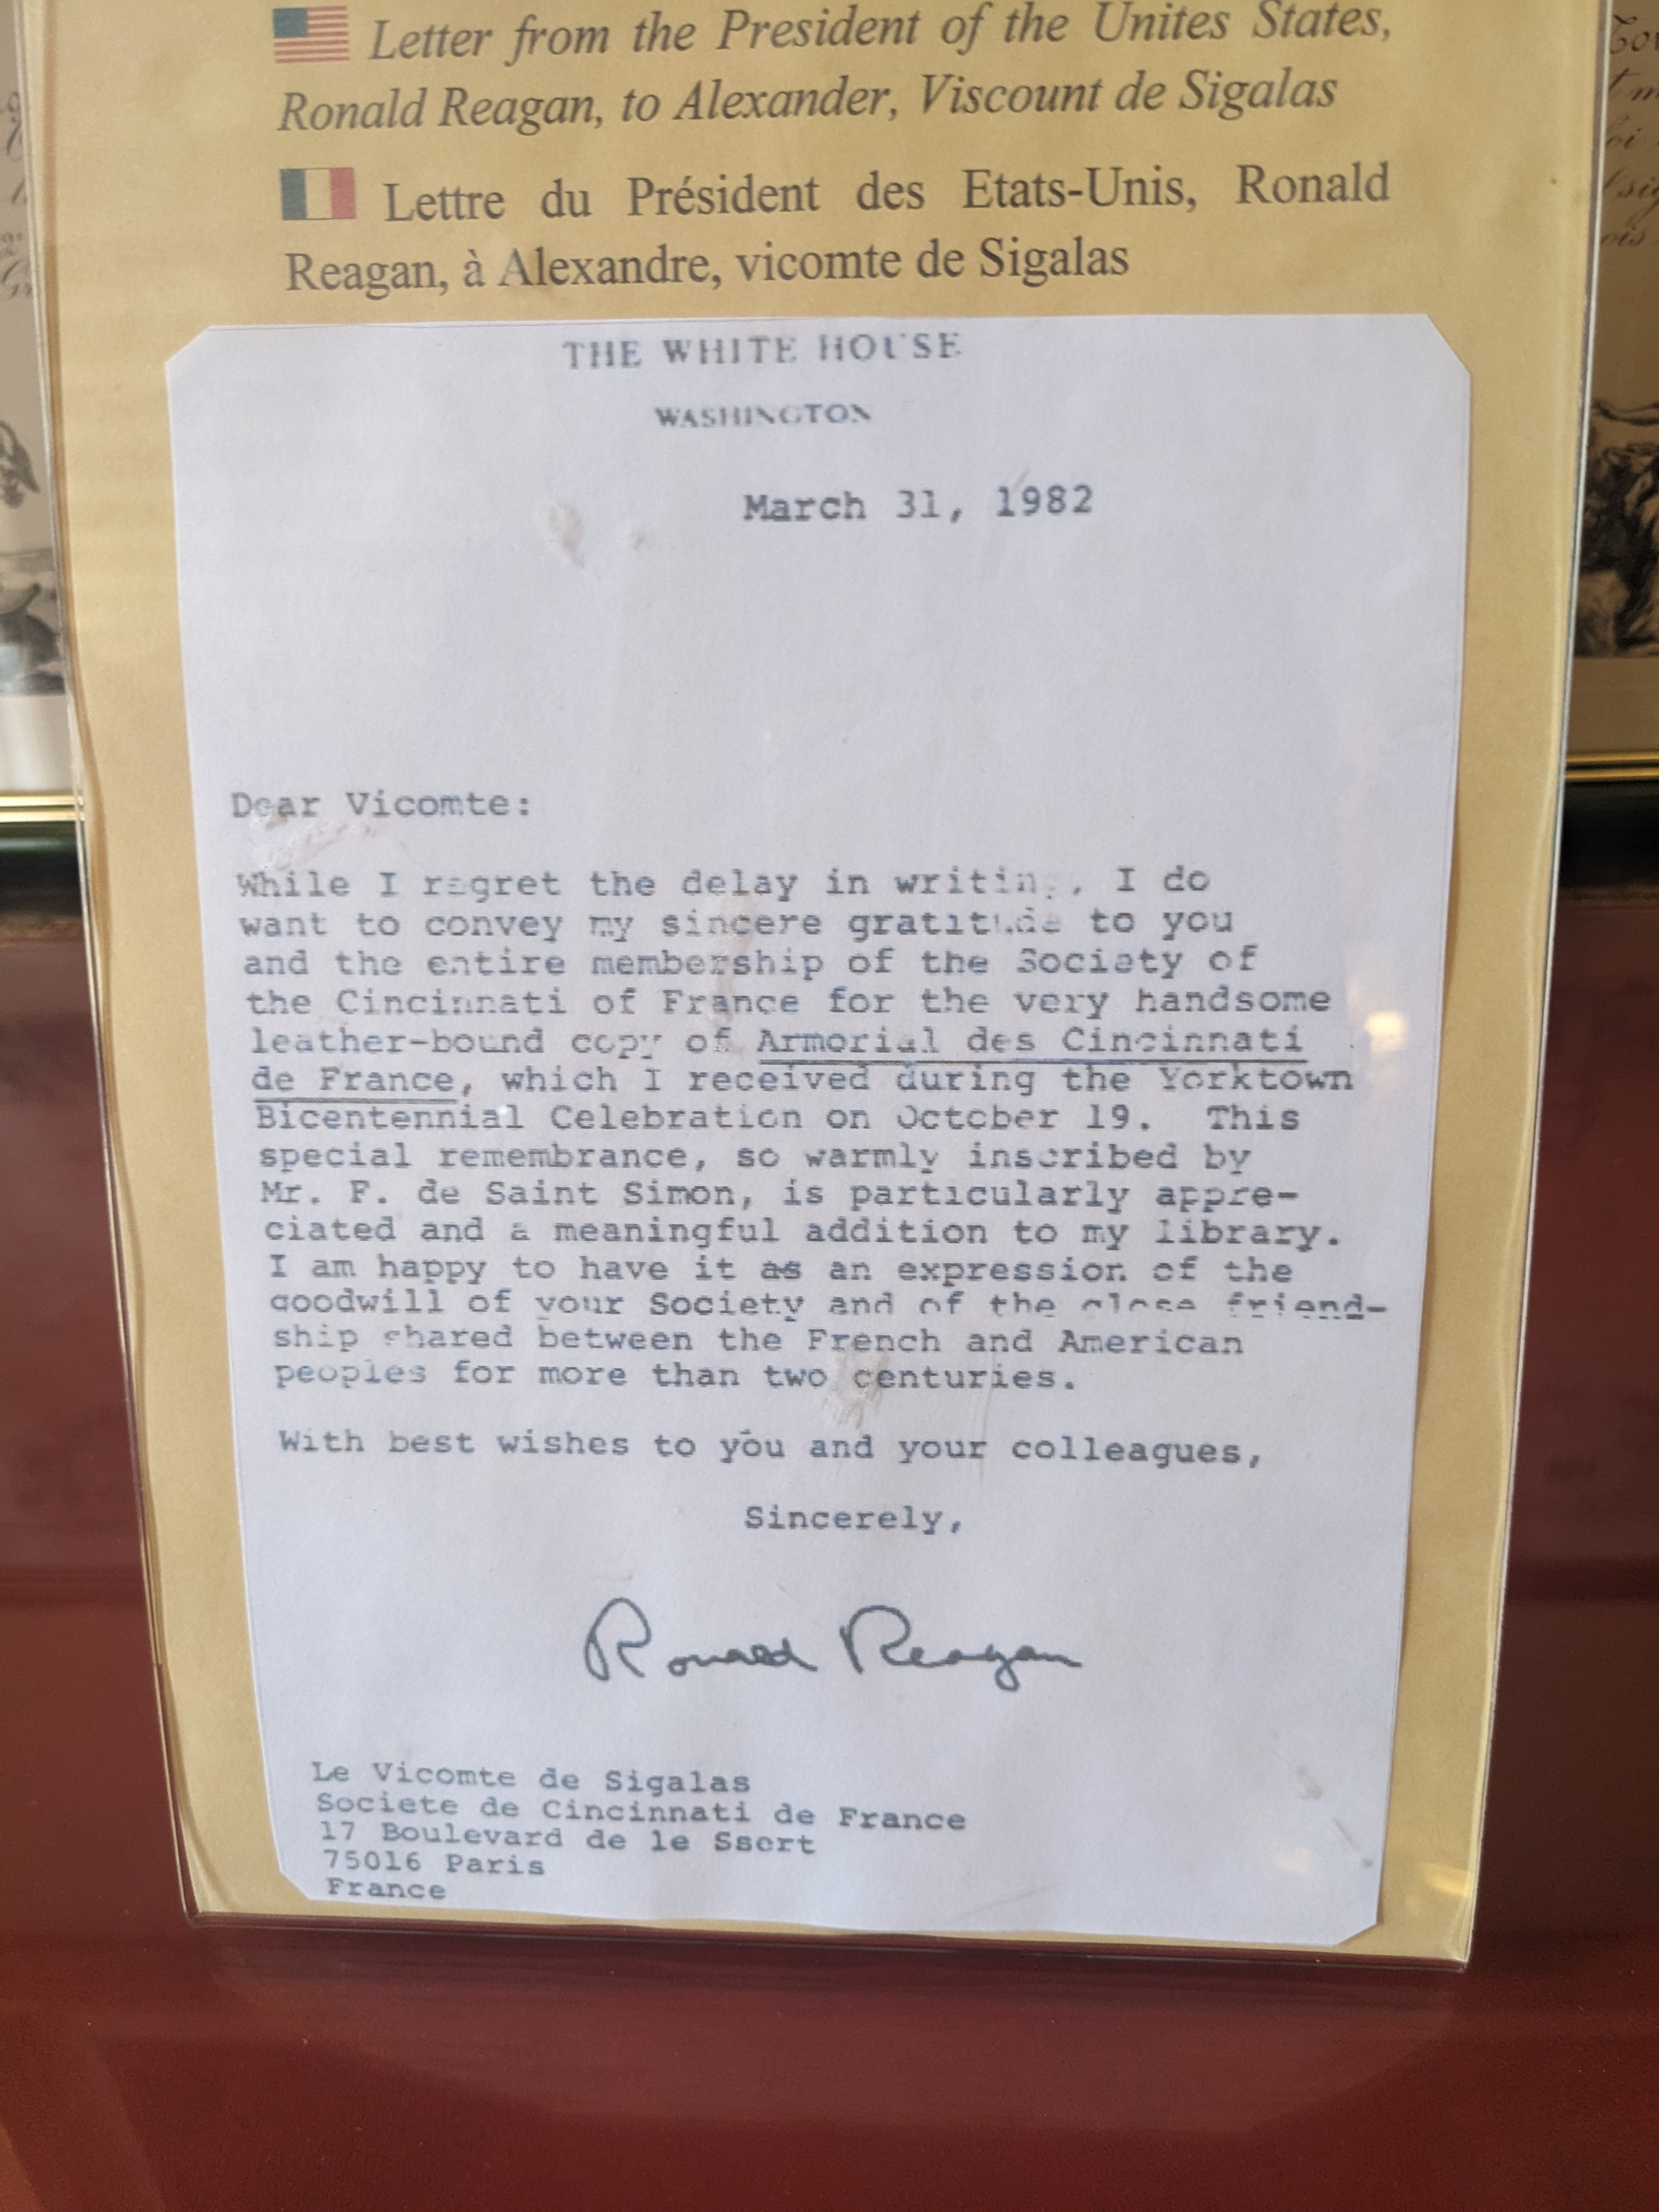 Letter from the President of the Unites States,
Ronald Reagan, to Alexander, Viscount de Sigalas
Lettre du Président des Etats-Unis, Ronald
Reagan, à Alexandre, vicomte de Sigalas
THE WHITE HOUSE
WASHINGTON
March 31, 1982
Dear Vicomte:
While I regret the delay in writing, I do
want to convey my sincere gratitude to you
and the entire membership of the Society of
the Cincinnati of France for the very handsome
leather-bound copy of Armorial des Cincinnati
de France, which I received during the Yorktown
Bicentennial Celebration on October 19. This
special remembrance, so warmly inscribed by
Mr. F. de Saint Simon, is particularly appre-
ciated and a meaningful addition to my library.
I am happy to have it as an expression of the
goodwill of your Society and of the close friend-
ship shared between the French and American
peoples for more than two centuries.
With best wishes to you and your colleagues,
Sincerely,
Ronald Reagan
Le Vicomte de Sigalas
Societe de Cincinnati de France
17 Boulevard de le Ssort
75016 Paris
France